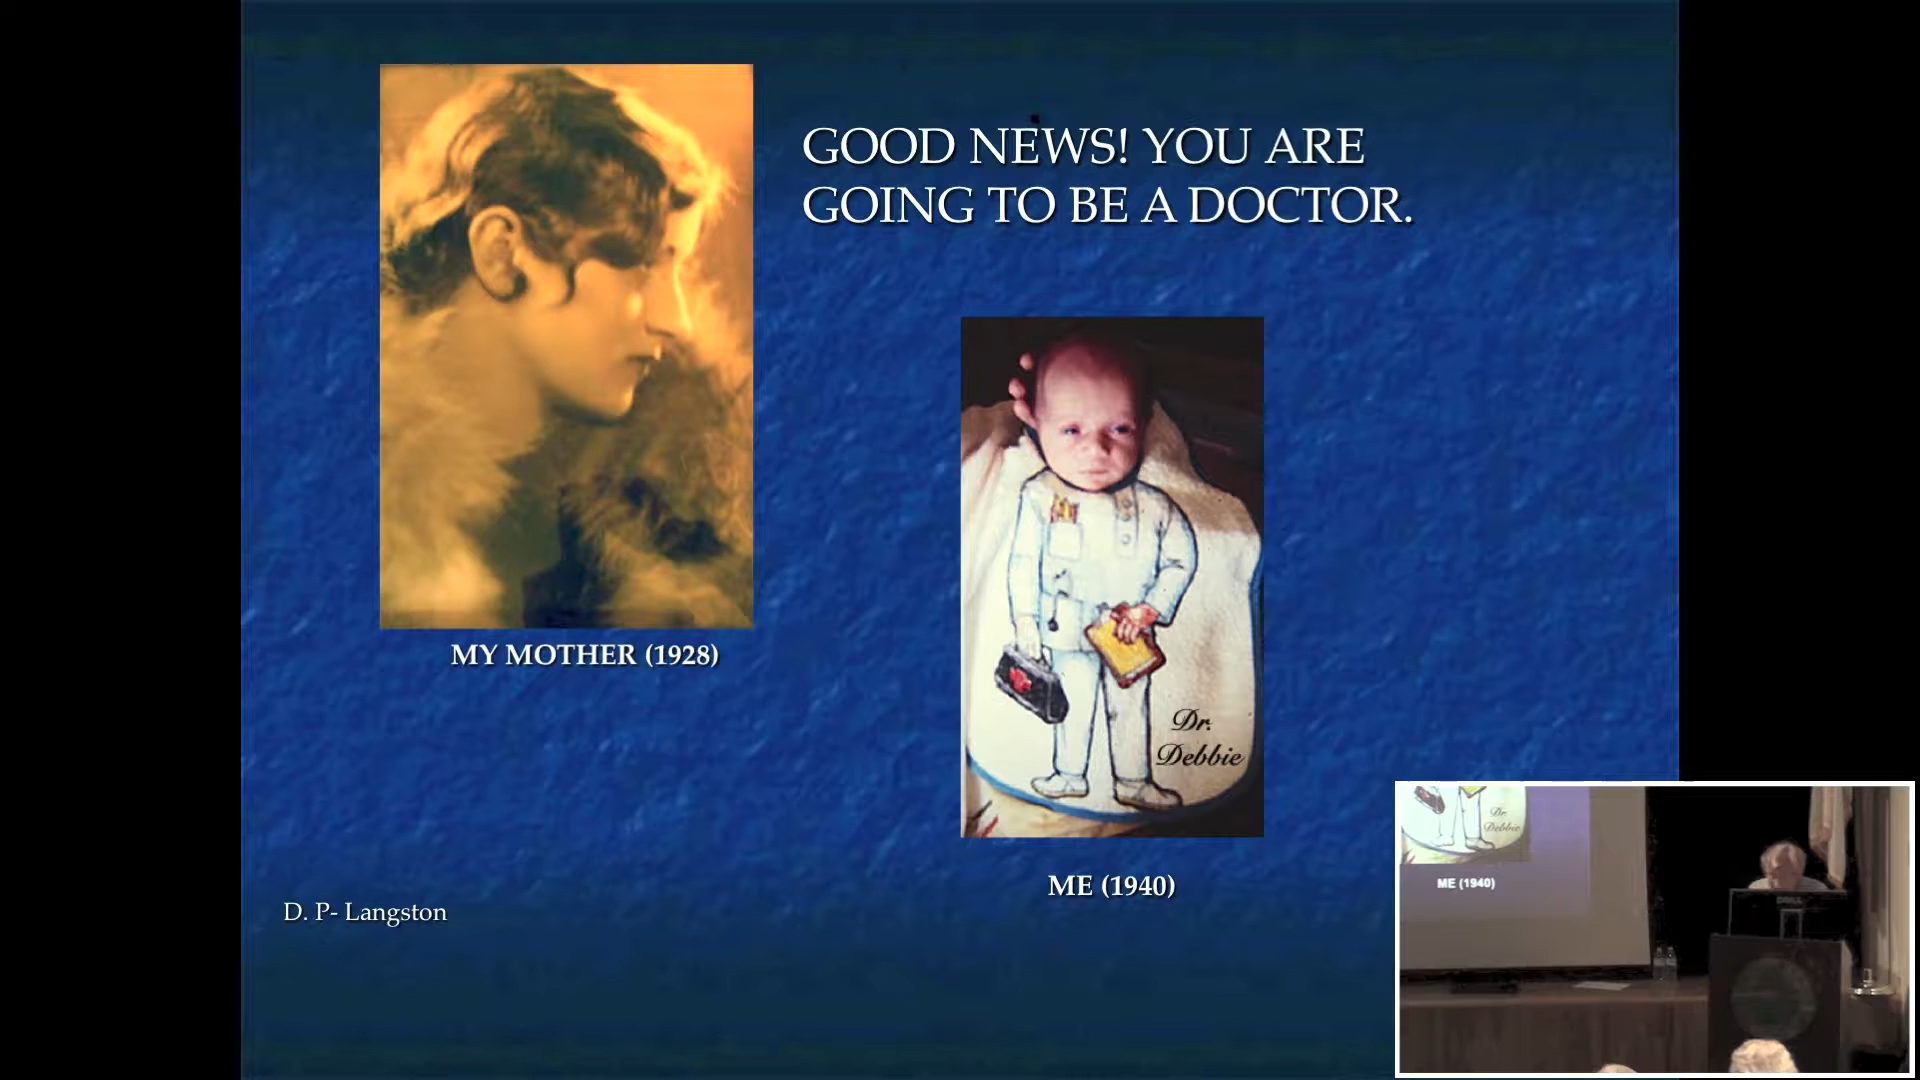 GOOD NEWS! YOU ARE
GOING TO BE A DOCTOR.
MY MOTHER (1928)
Dr.
Debbie
ME (1940)
D. P- Langston
Dr.
Debbie
ME (1940)
DELL